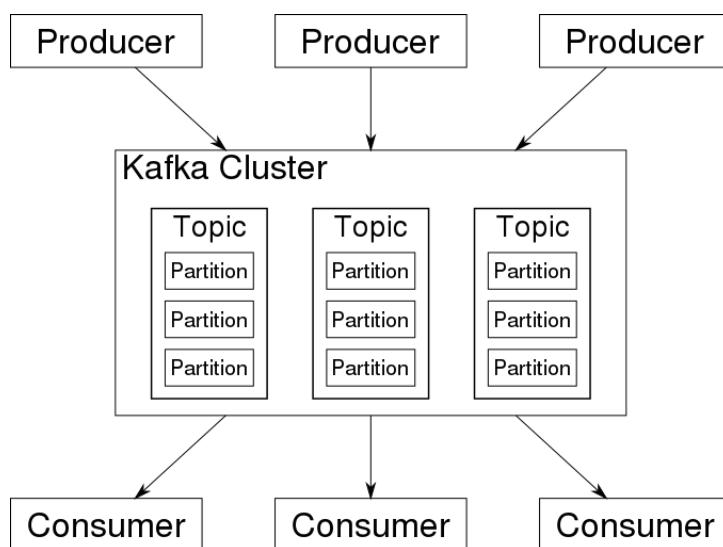 Producer Producer Producer
Kafka Cluster
Topic Topic Topic
Partition Partition Partition
Partition Partition Partition
Partition Partition Partition
Consumer Consumer Consumer